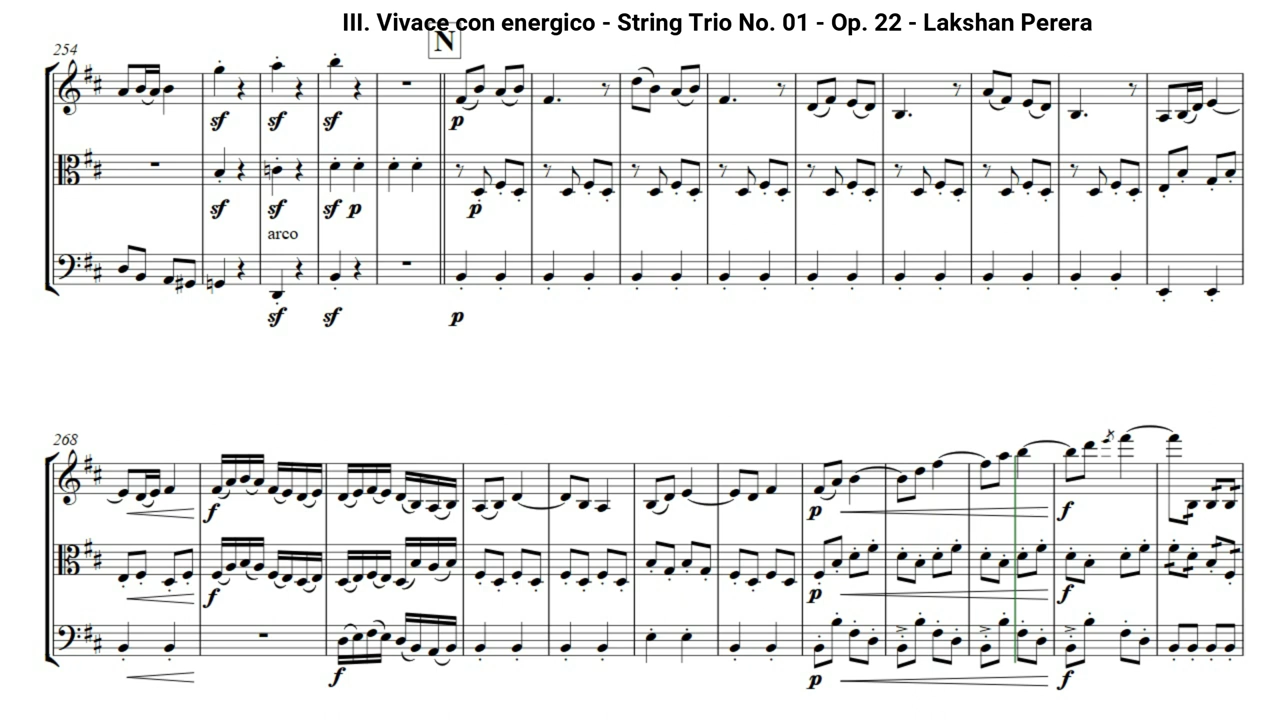 III. Vivace con energico - String Trio No. 01 - Op. 22 - Lakshan Perera
N
254
sf sf sf p
sf sf sf p p
arco
sf sf p
268
f p f
f p f
f p f